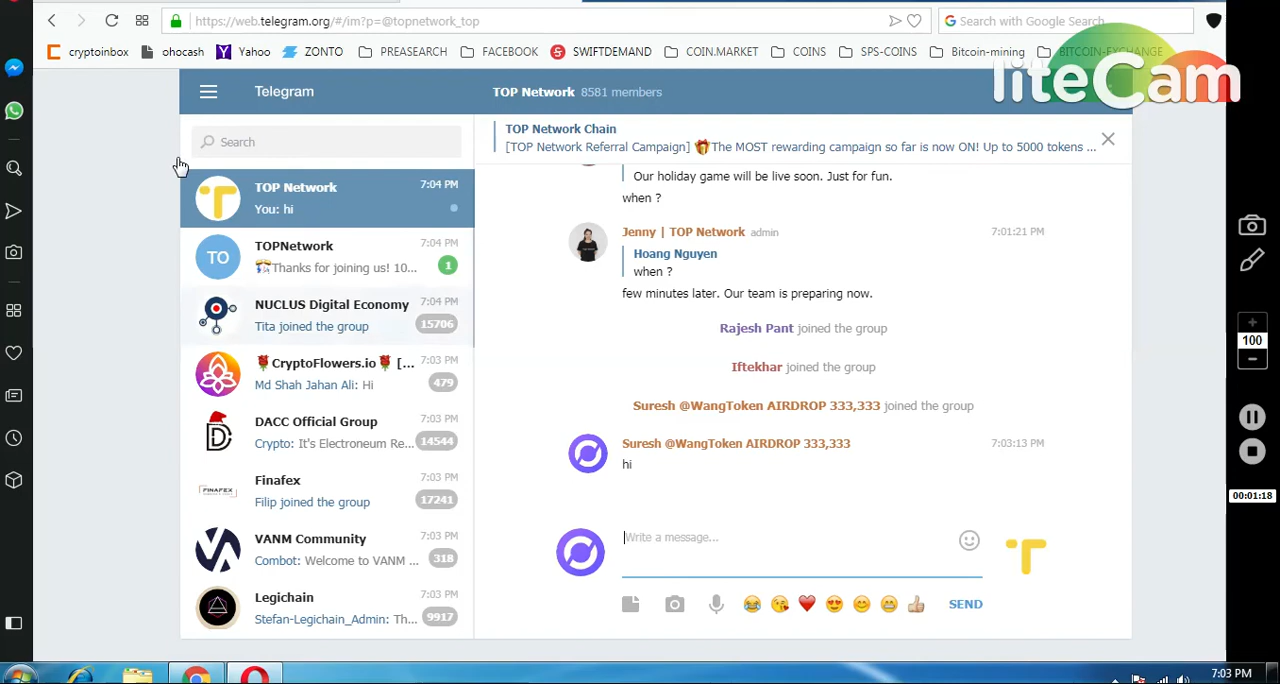 https://web.telegram.org/#/im?p=@topnetwork_top
Search with Google Search
cryptoinbox ohocash Yahoo ZONTO PREASEARCH FACEBOOK SWIFTDEMAND COIN.MARKET COINS SPS-COINS Bitcoin-mining BITCOIN-EXCHANGE
liteCam
Telegram
TOP Network 8581 members
Search
TOP Network 7:04 PM
You: hi
TO
TOPNetwork 7:04 PM
Thanks for joining us! 10... 1
NUCLUS Digital Economy 7:04 PM
Tita joined the group 15706
🌹CryptoFlowers.io🌹 [... 7:03 PM
Md Shah Jahan Ali: Hi 479
DACC Official Group 7:03 PM
Crypto: It's Electroneum Re... 14544
FINAFEX
Finafex 7:03 PM
Filip joined the group 17241
VANM Community 7:03 PM
Combot: Welcome to VANM ... 318
Legichain 7:03 PM
Stefan-Legichain_Admin: Th... 9917
TOP Network Chain
[TOP Network Referral Campaign] 🎁The MOST rewarding campaign so far is now ON! Up to 5000 tokens ...
Our holiday game will be live soon. Just for fun.
when ?
Jenny | TOP Network admin 7:01:21 PM
Hoang Nguyen
when ?
few minutes later. Our team is preparing now.
Rajesh Pant joined the group
Iftekhar joined the group
Suresh @WangToken AIRDROP 333,333 joined the group
Suresh @WangToken AIRDROP 333,333 7:03:13 PM
hi
Write a message...
SEND
100
00:01:18
7:03 PM